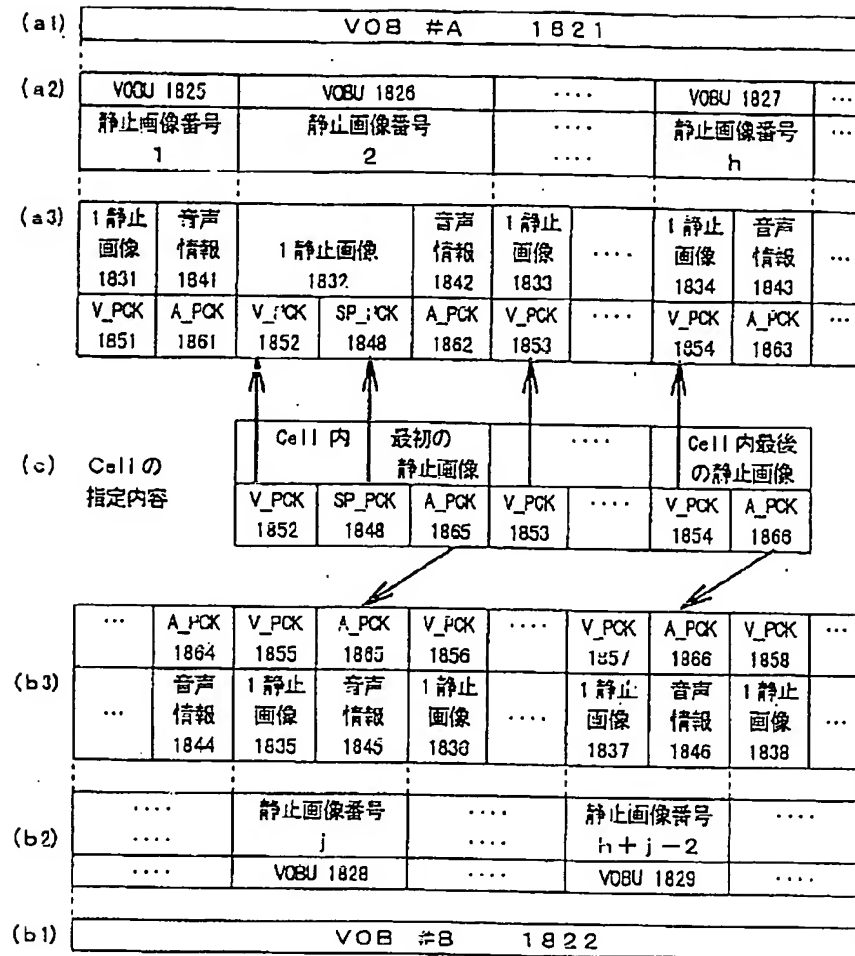 (a1) VOB #A 1821
(a2) VOBU 1825 VOBU 1826 ···· VOBU 1827 ···
静止画像番号 静止画像番号 ···· 静止画像番号 ···
1 2 ···· h
(a3) 1静止 音声 1静止画像 音声 1静止 ···· 1静止 音声 ···
画像 情報 1832 情報 画像 画像 情報
1831 1841 1842 1833 1834 1843
V_PCK A_PCK V_PCK SP_PCK A_PCK V_PCK ···· V_PCK A_PCK ···
1851 1861 1852 1848 1862 1853 1854 1863
(c) Cellの Cell内 最初の ···· Cell内最後
指定内容 静止画像 の静止画像
V_PCK SP_PCK A_PCK V_PCK ···· V_PCK A_PCK
1852 1848 1865 1853 1854 1866
··· A_PCK V_PCK A_PCK V_PCK ···· V_PCK A_PCK V_PCK ···
1864 1855 1865 1856 1857 1866 1858
(b3) ··· 音声 1静止 音声 1静止 ···· 1静止 音声 1静止 ···
情報 画像 情報 画像 画像 情報 画像
1844 1835 1845 1836 1837 1846 1838
(b2) ···· 静止画像番号 ···· 静止画像番号 ····
···· j ···· h+j-2
···· VOBU 1828 ···· VOBU 1829 ····
(b1) VOB #B 1822